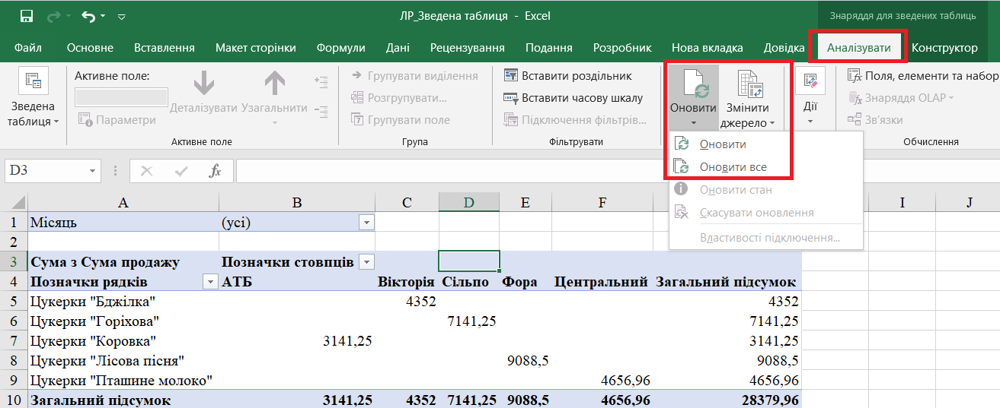 ЛР_Зведена таблиця - Excel
Знаряддя для зведених таблиць
Файл Основне Вставлення Макет сторінки Формули Дані Рецензування Подання Розробник Нова вкладка Довідка Аналізувати Конструктор
Зведена таблиця
Активне поле:
Параметри
Деталізувати Узагальнити
Активне поле
Групувати виділення
Розгрупувати...
Групувати поле
Група
Вставити роздільник
Вставити часову шкалу
Підключення фільтрів...
Фільтрувати
Оновити
Змінити джерело
Дії
Поля, елементи та набор
Знаряддя OLAP
Зв'язки
Обчислення
Оновити
Оновити все
Оновити стан
Скасувати оновлення
Властивості підключення...
D3 fx
A B C D E F I J
1 Місяць (усі)
2
3 Сума з Сума продажу Позначки стовпців
4 Позначки рядків АТБ Вікторія Сільпо Фора Центральний Загальний підсумок
5 Цукерки "Бджілка" 4352 4352
6 Цукерки "Горіхова" 7141,25 7141,25
7 Цукерки "Коровка" 3141,25 3141,25
8 Цукерки "Лісова пісня" 9088,5 9088,5
9 Цукерки "Пташине молоко" 4656,96 4656,96
10 Загальний підсумок 3141,25 4352 7141,25 9088,5 4656,96 28379,96